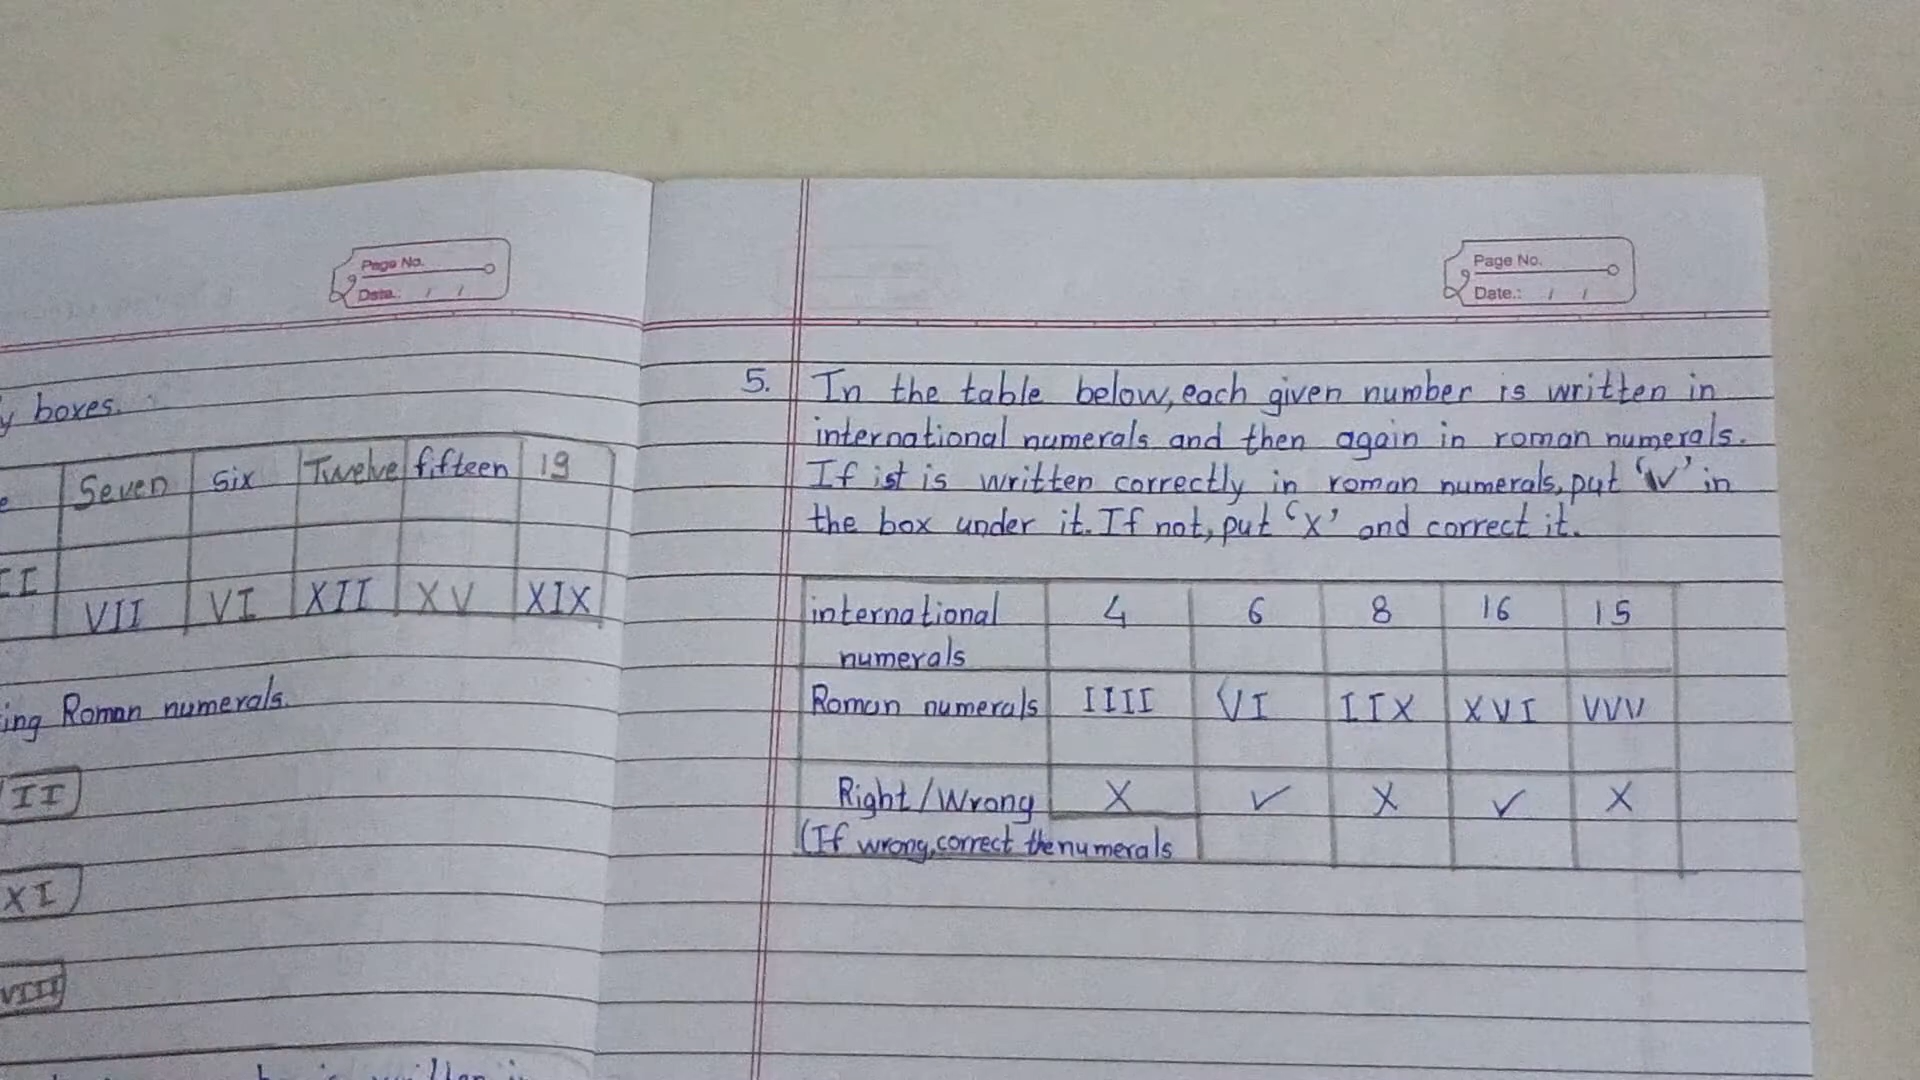 Page No.
Date.: / /
y boxes.
e Seven six Twelve fifteen 19
II VII VI XII XV XIX
ing Roman numerals.
II
XI
VIII
Page No.
Date.: / /
5. In the table below, each given number is written in
international numerals and then again in roman numerals.
If ist is written correctly in roman numerals, put '✓' in
the box under it. If not, put 'X' and correct it.
international 4 6 8 16 15
numerals
Roman numerals IIII VI IIX XVI VVV
Right/Wrong X ✓ X ✓ X
(If wrong, correct the numerals